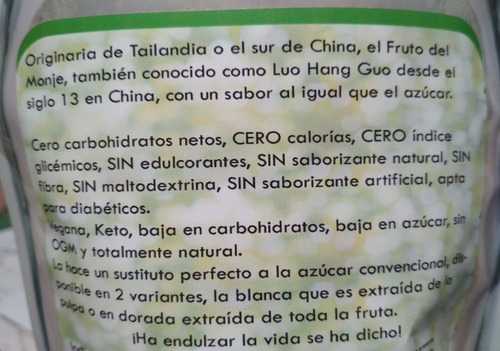 Originaria de Tailandia o el sur de China, el Fruto del
Monje, también conocido como Luo Hang Guo desde el
siglo 13 en China, con un sabor al igual que el azúcar.
Cero carbohidratos netos, CERO calorías, CERO índice
glicémicos, SIN edulcorantes, SIN saborizante natural, SIN
fibra, SIN maltodextrina, SIN saborizante artificial, apta
para diabéticos.
Vegana, Keto, baja en carbohidratos, baja en azúcar, sin
OGM y totalmente natural.
Lo hace un sustituto perfecto a la azúcar convencional, dis-
ponible en 2 variantes, la blanca que es extraída de la
pulpa o en dorada extraída de toda la fruta.
¡Ha endulzar la vida se ha dicho!